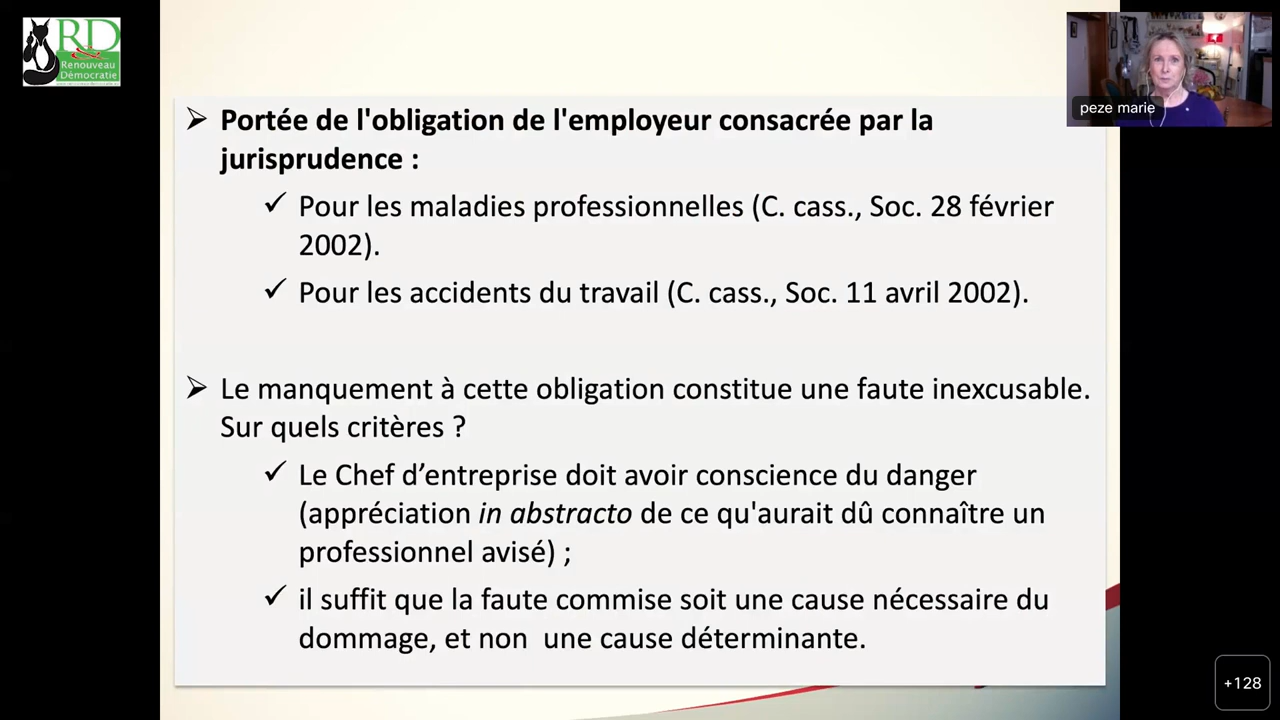 RD
Renouveau
Démocratie
peze marie
➢ Portée de l'obligation de l'employeur consacrée par la
jurisprudence :
✓ Pour les maladies professionnelles (C. cass., Soc. 28 février
2002).
✓ Pour les accidents du travail (C. cass., Soc. 11 avril 2002).
➢ Le manquement à cette obligation constitue une faute inexcusable.
Sur quels critères ?
✓ Le Chef d’entreprise doit avoir conscience du danger
(appréciation in abstracto de ce qu'aurait dû connaître un
professionnel avisé) ;
✓ il suffit que la faute commise soit une cause nécessaire du
dommage, et non  une cause déterminante.
+128